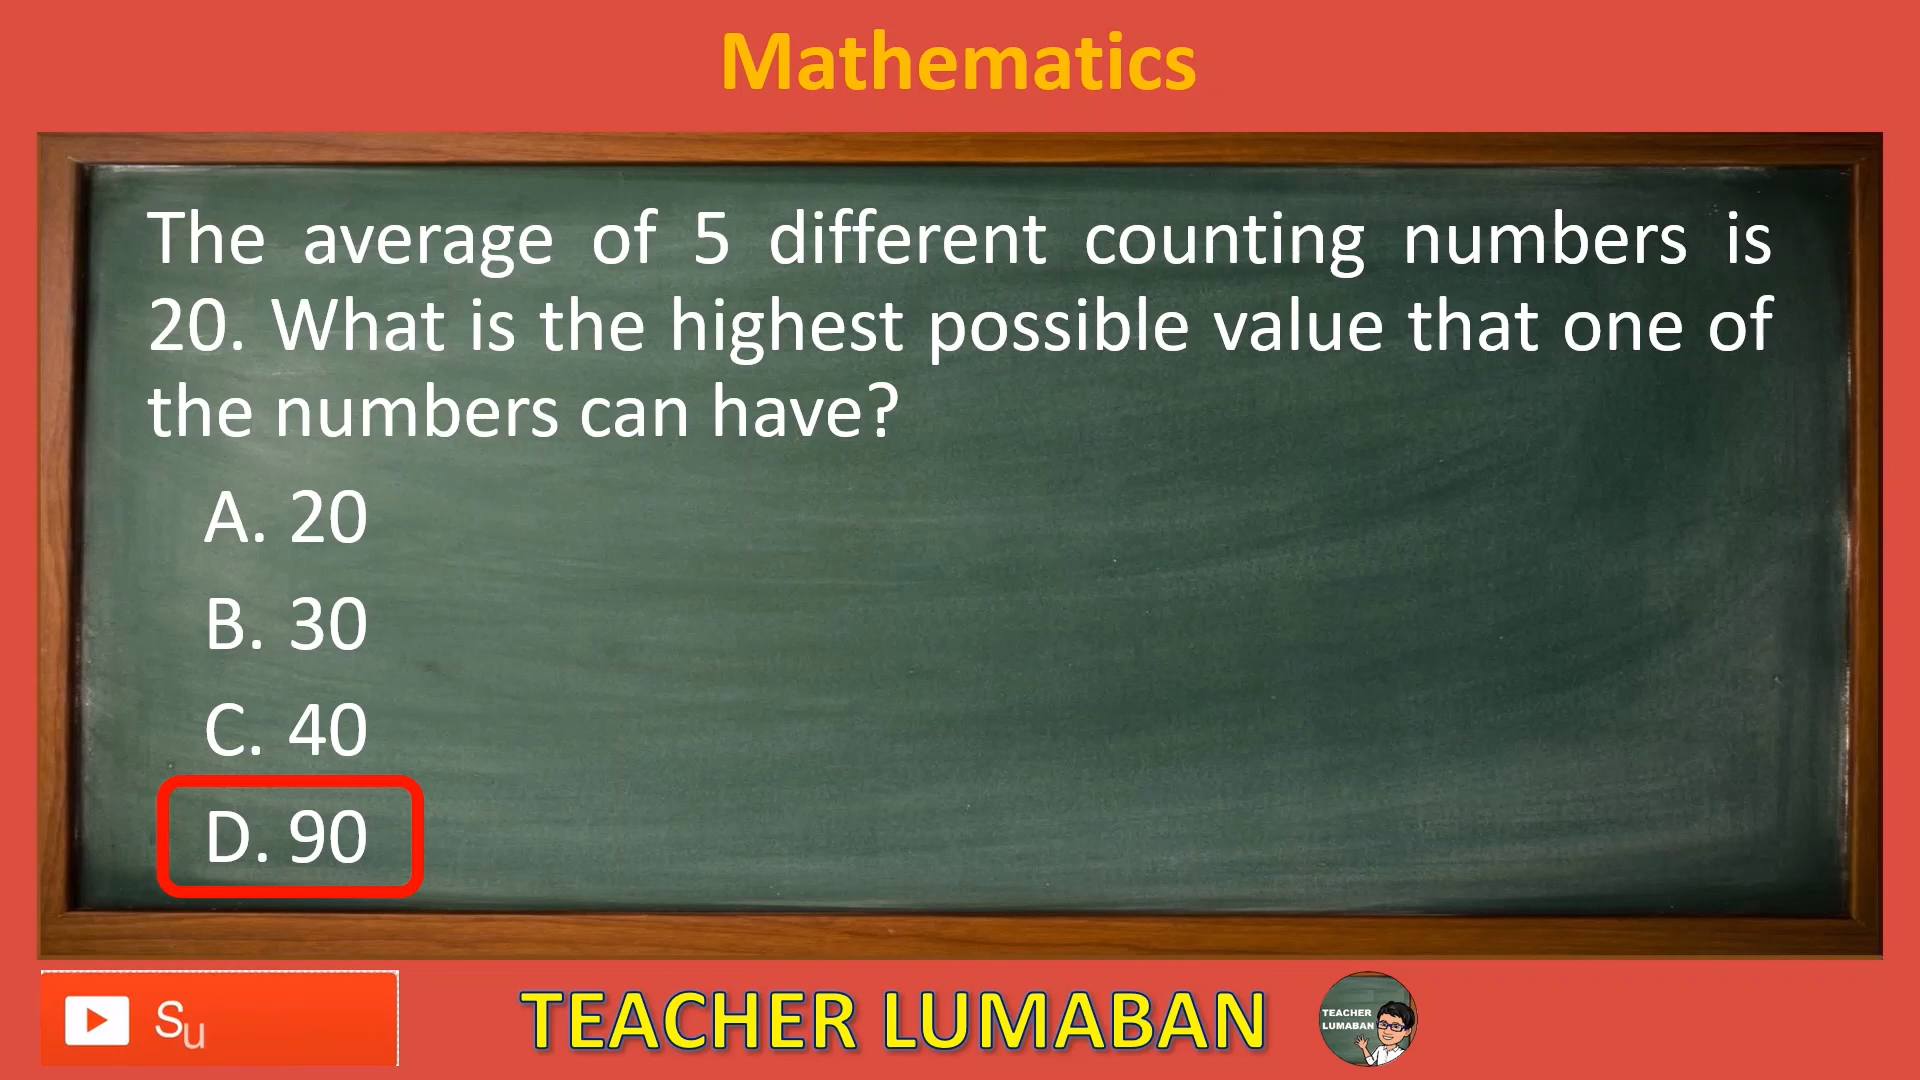 Mathematics
The average of 5 different counting numbers is
20. What is the highest possible value that one of
the numbers can have?
A. 20
B. 30
C. 40
D. 90
Su
TEACHER LUMABAN
TEACHER
LUMABAN